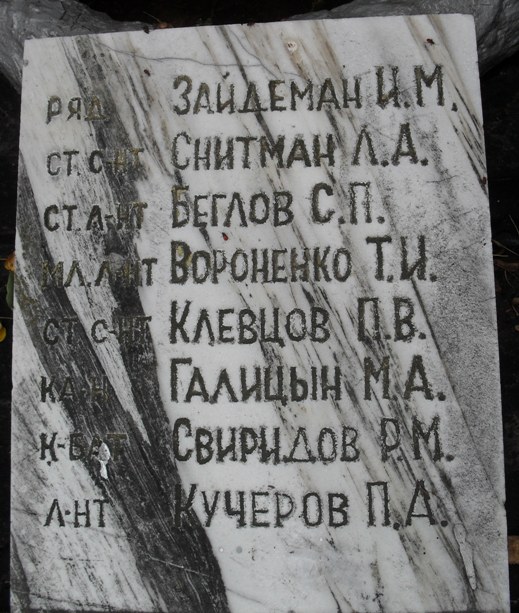 РЯД ЗАЙДЕМАН И.М.
СТ. С-НТ СНИТМАН Л.А.
СТ. Л-НТ БЕГЛОВ С.П.
МЛ. Л-НТ ВОРОНЕНКО Т.И.
СТ С-НТ КЛЕВЦОВ П.В.
КА-Н ГАЛИЦЫН М А.
К-БАТ СВИРИДОВ Р.М.
Л-НТ КУЧЕРОВ П.Д.